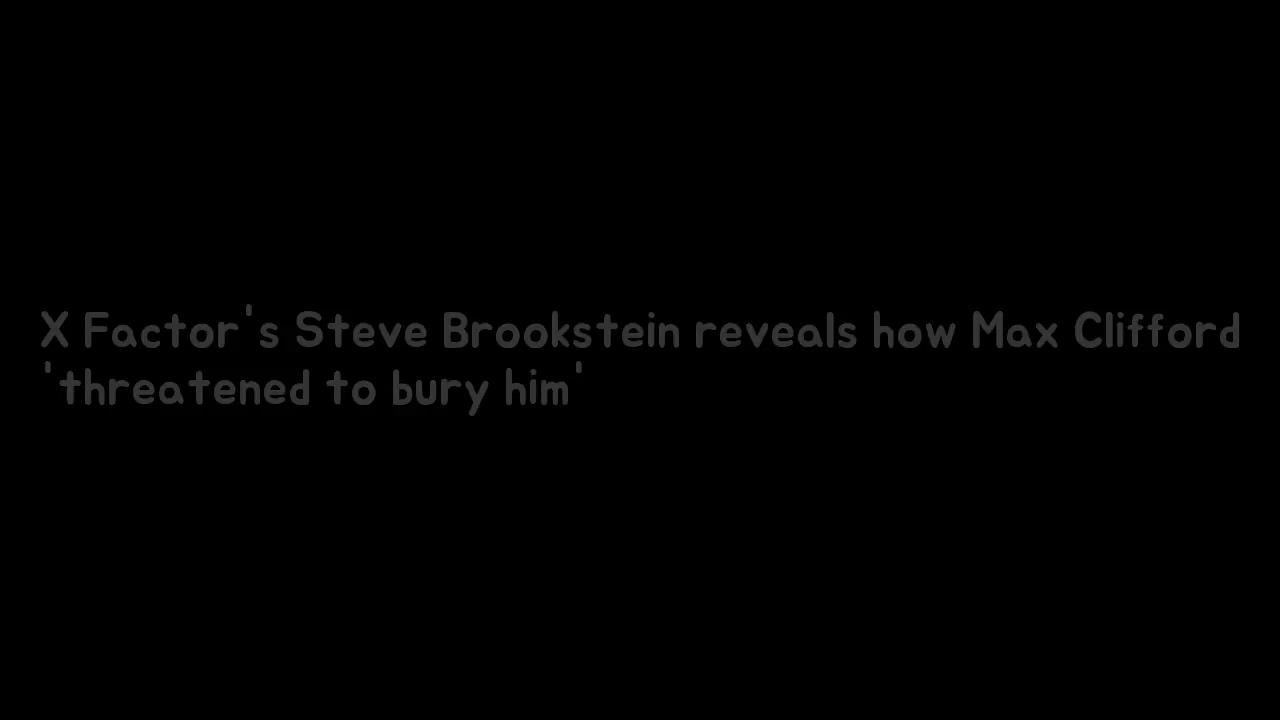 X Factor's Steve Brookstein reveals how Max Clifford
'threatened to bury him'